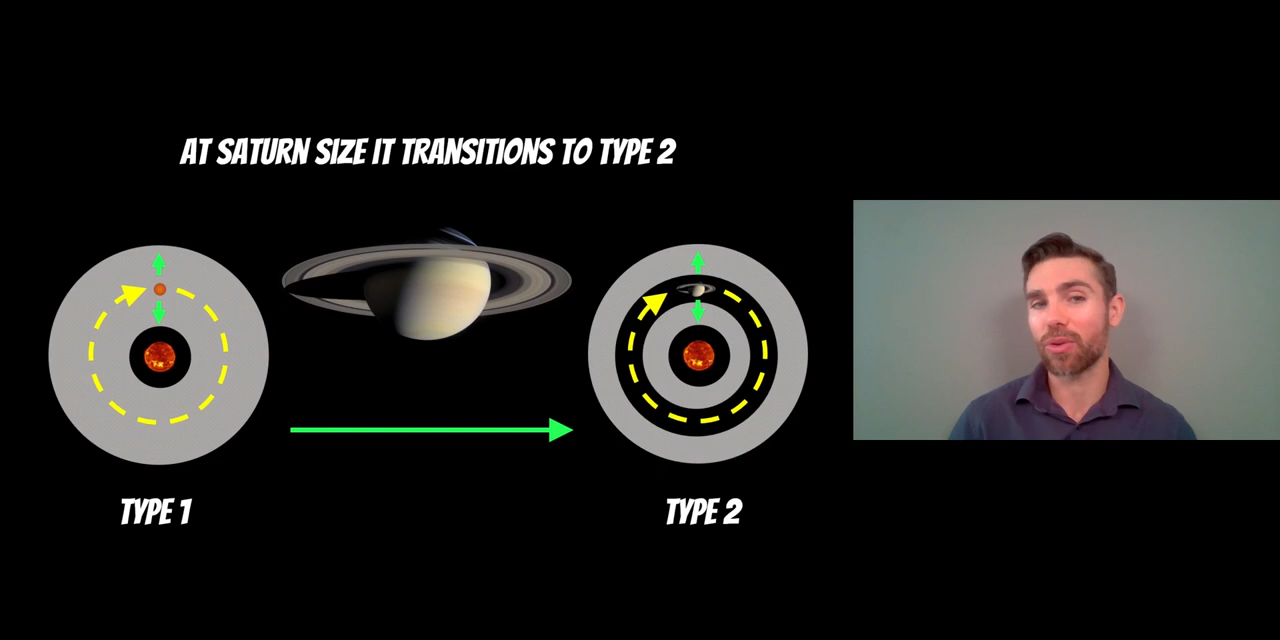 AT SATURN SIZE IT TRANSITIONS TO TYPE 2
TYPE 1
TYPE 2